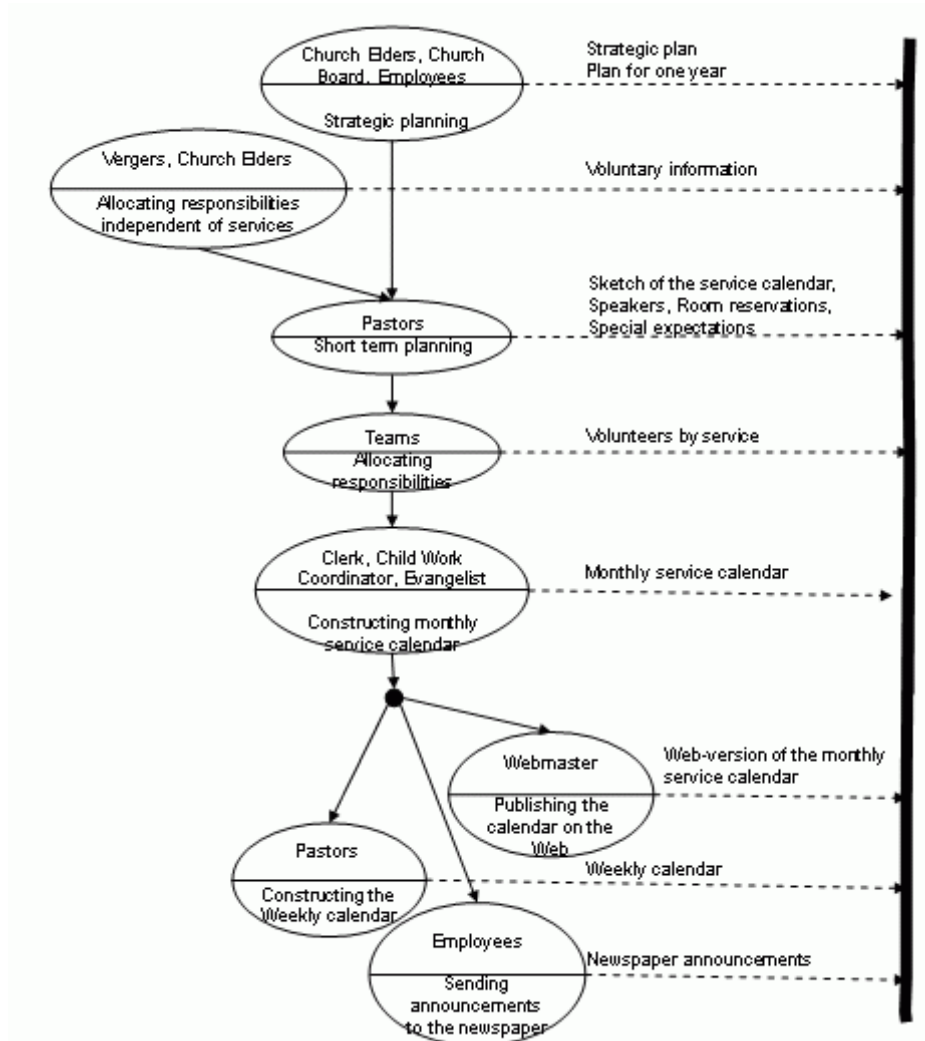 Church Elders, Church
Board, Employees
Strategic planning
Strategic plan
Plan for one year
Vergers, Church Elders
Allocating responsibilities
independent of services
Voluntary information
Pastors
Short term planning
Sketch of the service calendar,
Speakers, Room reservations,
Special expectations
Teams
Allocating
responsibilities
Volunteers by service
Clerk, Child Work
Coordinator, Evangelist
Constructing monthly
service calendar
Monthly service calendar
Webmaster
Publishing the
calendar on the
Web
Web-version of the monthly
service calendar
Pastors
Constructing the
Weekly calendar
Weekly calendar
Employees
Sending
announcements
to the newspaper
Newspaper announcements